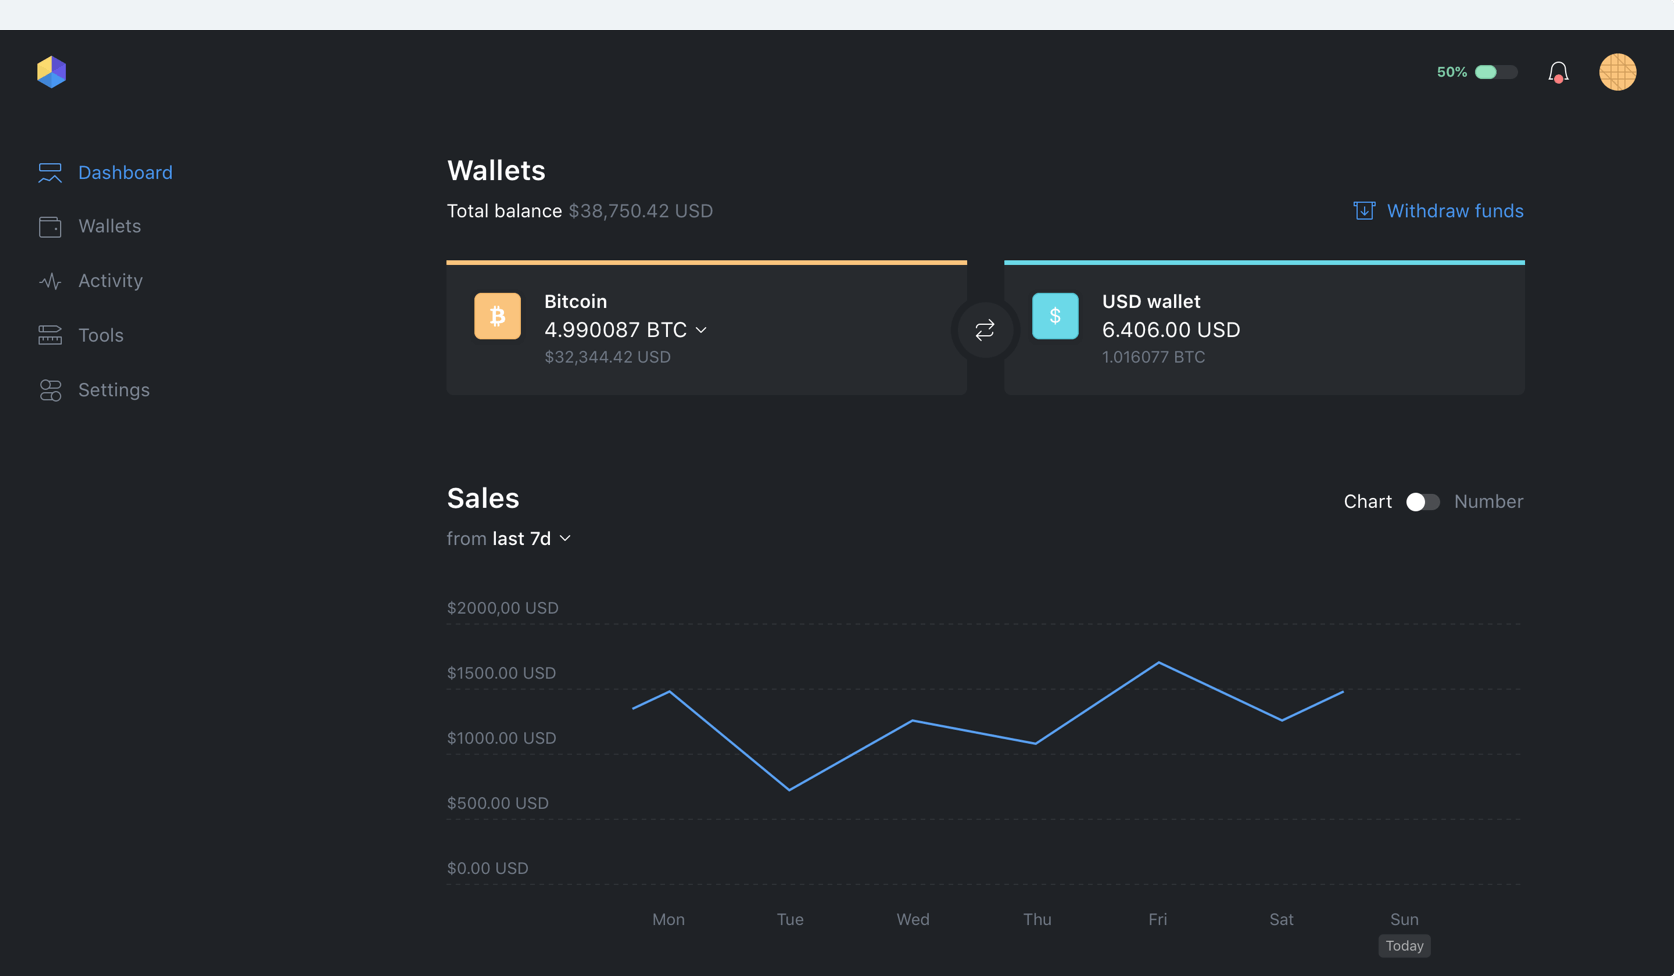 50%
Dashboard
Wallets
Activity
Tools
Settings
Wallets
Total balance $38,750.42 USD
Withdraw funds
Bitcoin
4.990087 BTC
$32,344.42 USD
$
USD wallet
6.406.00 USD
1.016077 BTC
Sales
from last 7d
Chart
Number
$2000,00 USD
$1500.00 USD
$1000.00 USD
$500.00 USD
$0.00 USD
Mon Tue Wed Thu Fri Sat Sun
Today